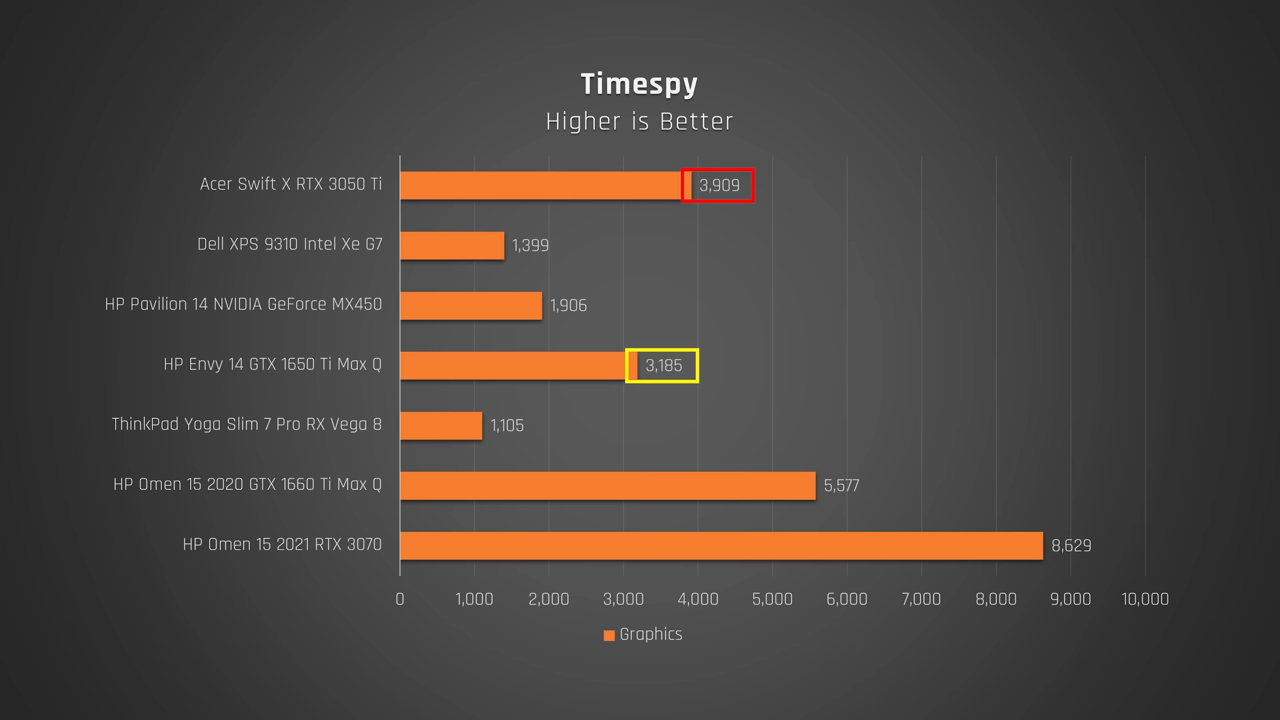 Timespy
Higher is Better
Acer Swift X RTX 3050 Ti 3,909
Dell XPS 9310 Intel Xe G7 1,399
HP Pavilion 14 NVIDIA GeForce MX450 1,906
HP Envy 14 GTX 1650 Ti Max Q 3,185
ThinkPad Yoga Slim 7 Pro RX Vega 8 1,105
HP Omen 15 2020 GTX 1660 Ti Max Q 5,577
HP Omen 15 2021 RTX 3070 8,629
0 1,000 2,000 3,000 4,000 5,000 6,000 7,000 8,000 9,000 10,000
Graphics